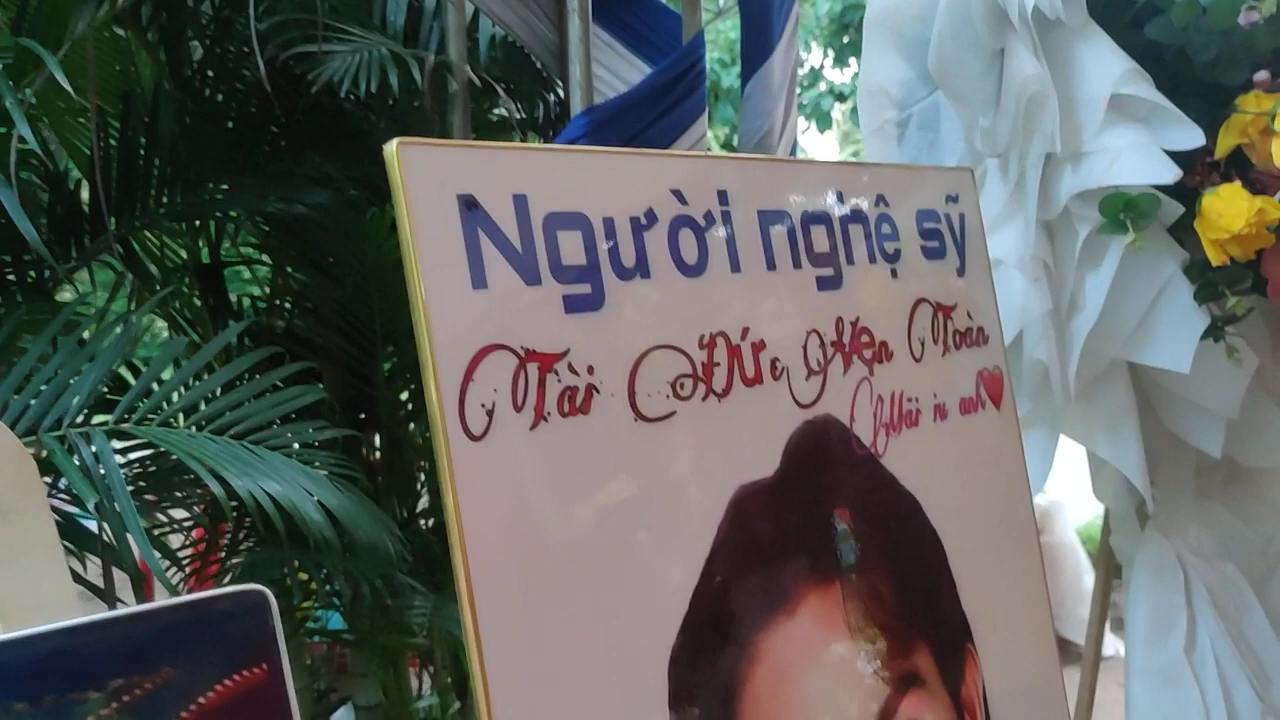 Người nghệ sỹ
Tài Đức Vẹn Toàn
Mãi iu anh